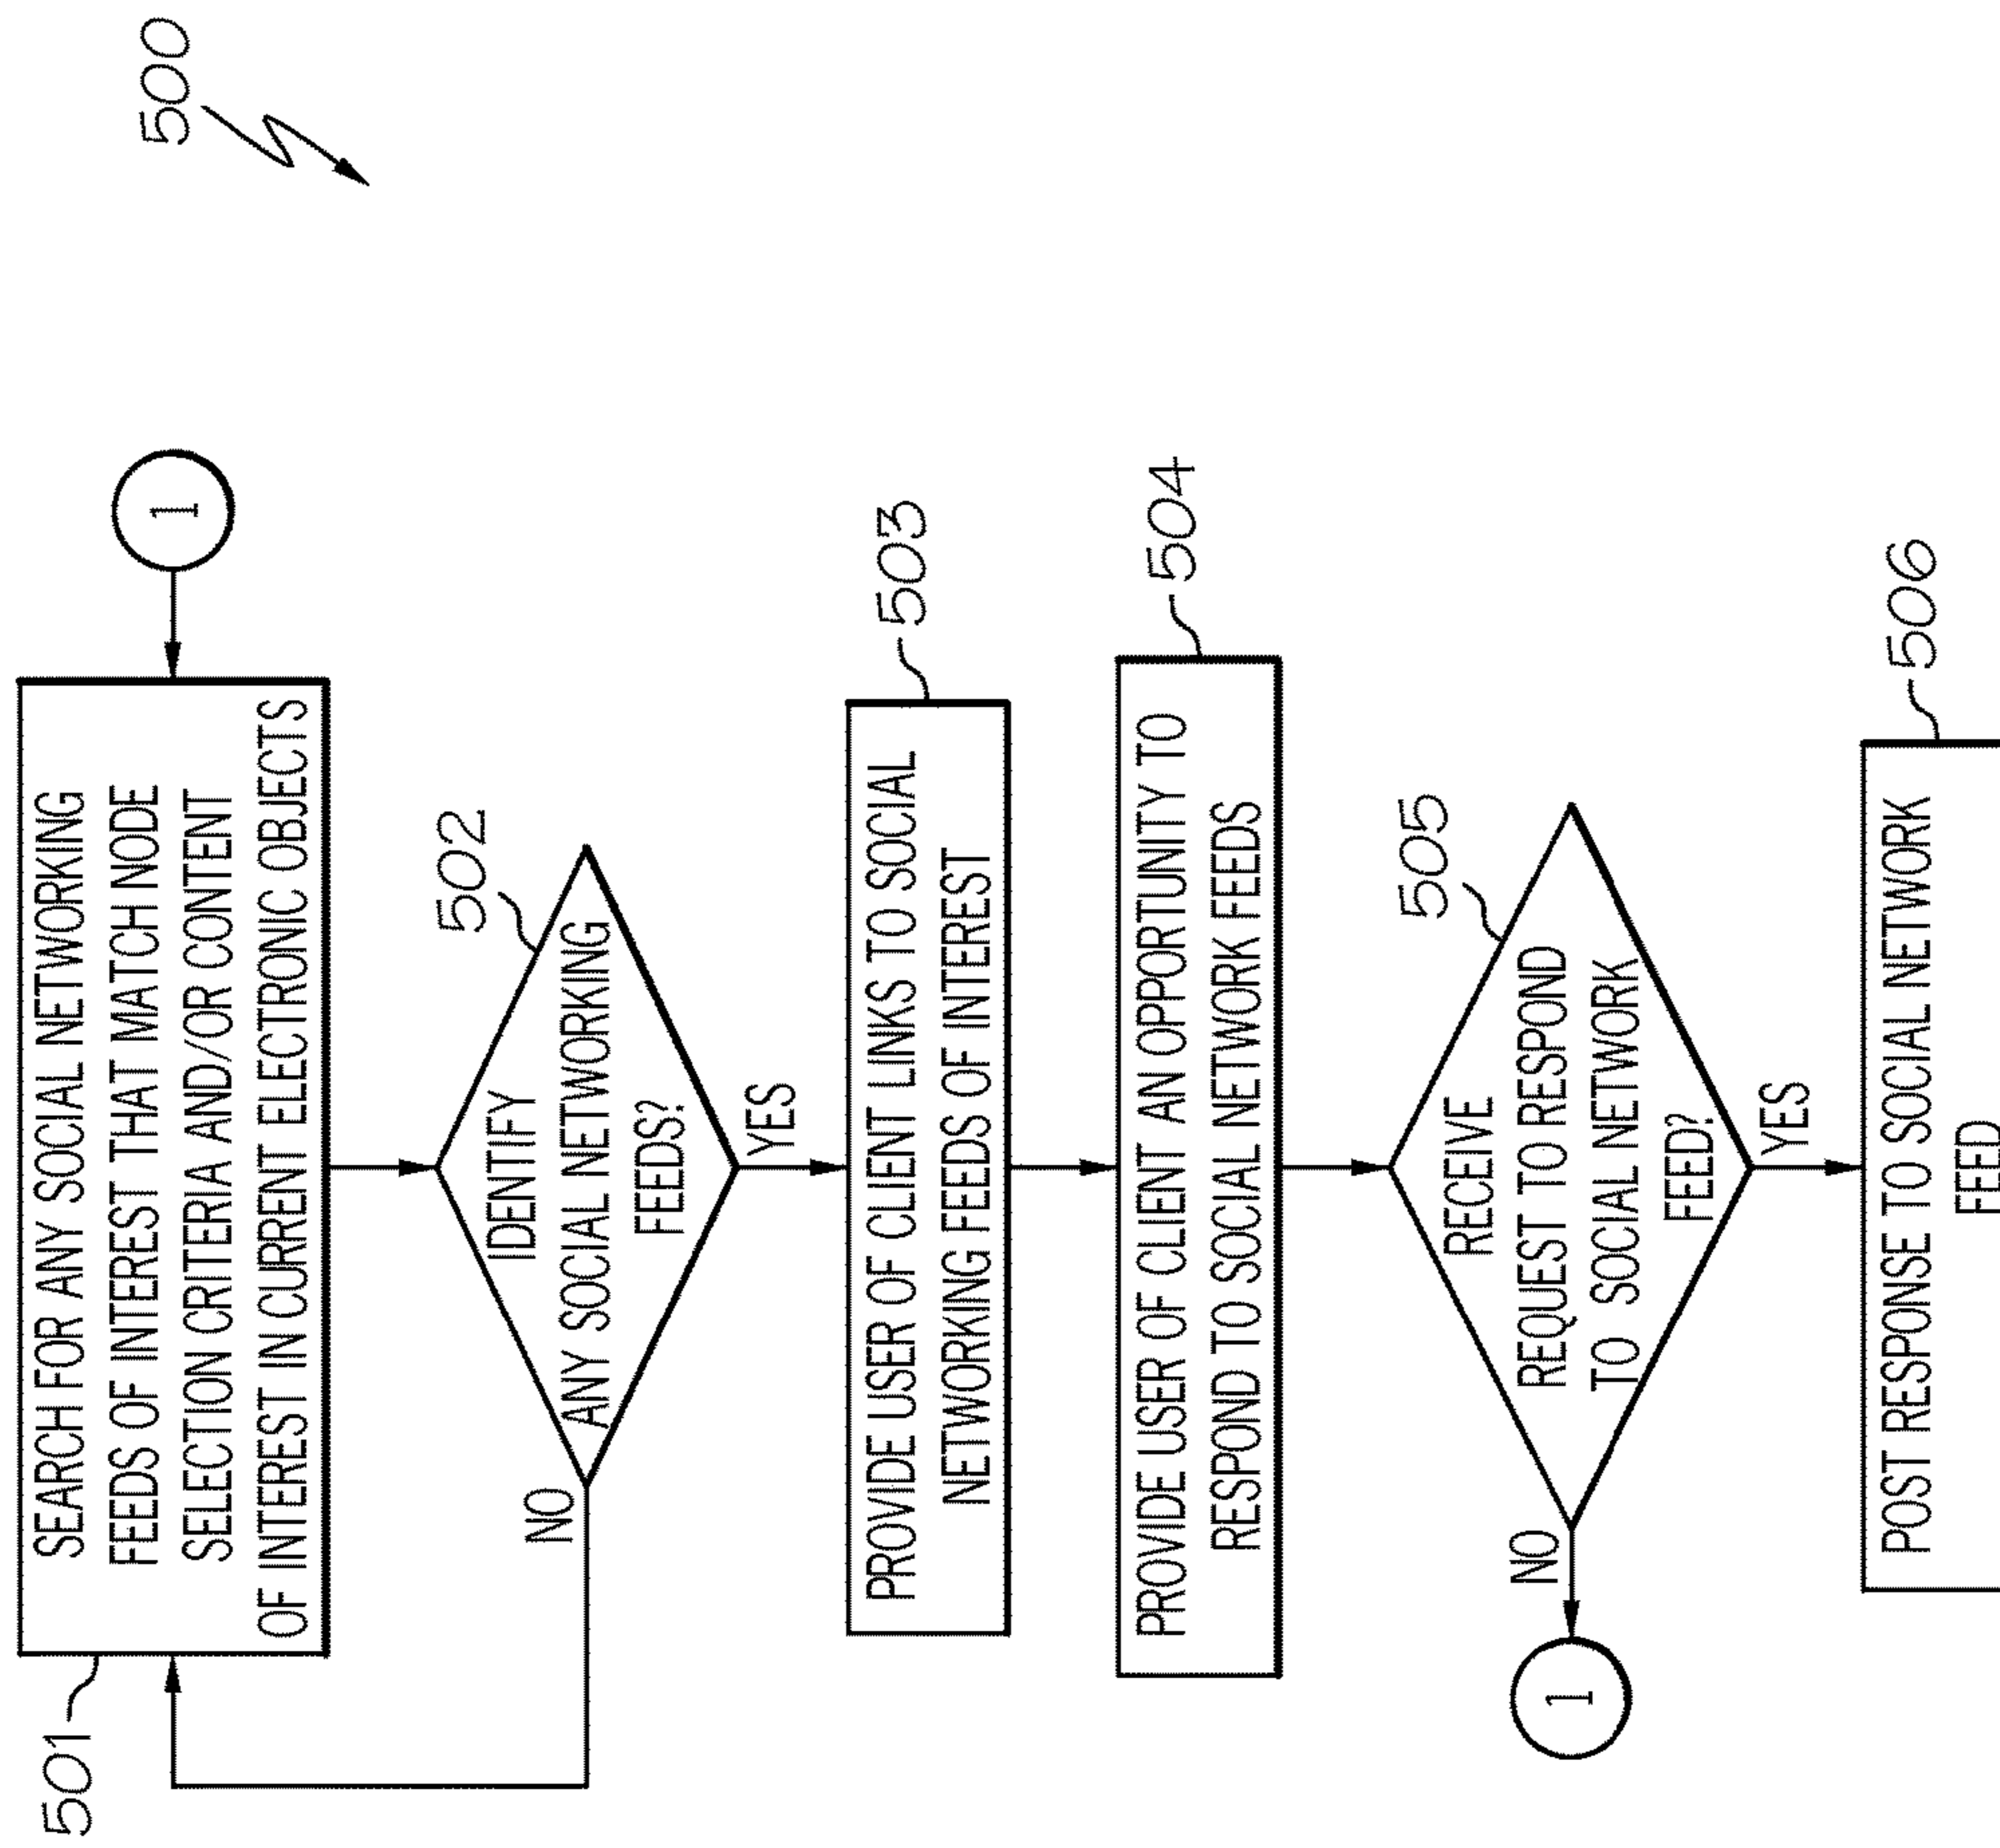 500
1
501
SEARCH FOR ANY SOCIAL NETWORKING
FEEDS OF INTEREST THAT MATCH NODE
SELECTION CRITERIA AND/OR CONTENT
OF INTEREST IN CURRENT ELECTRONIC OBJECTS
502
IDENTIFY
ANY SOCIAL NETWORKING
FEEDS?
NO
YES
503
PROVIDE USER OF CLIENT LINKS TO SOCIAL
NETWORKING FEEDS OF INTEREST
504
PROVIDE USER OF CLIENT AN OPPORTUNITY TO
RESPOND TO SOCIAL NETWORK FEEDS
505
RECEIVE
REQUEST TO RESPOND
TO SOCIAL NETWORK
FEED?
NO
1
YES
506
POST RESPONSE TO SOCIAL NETWORK
FEED